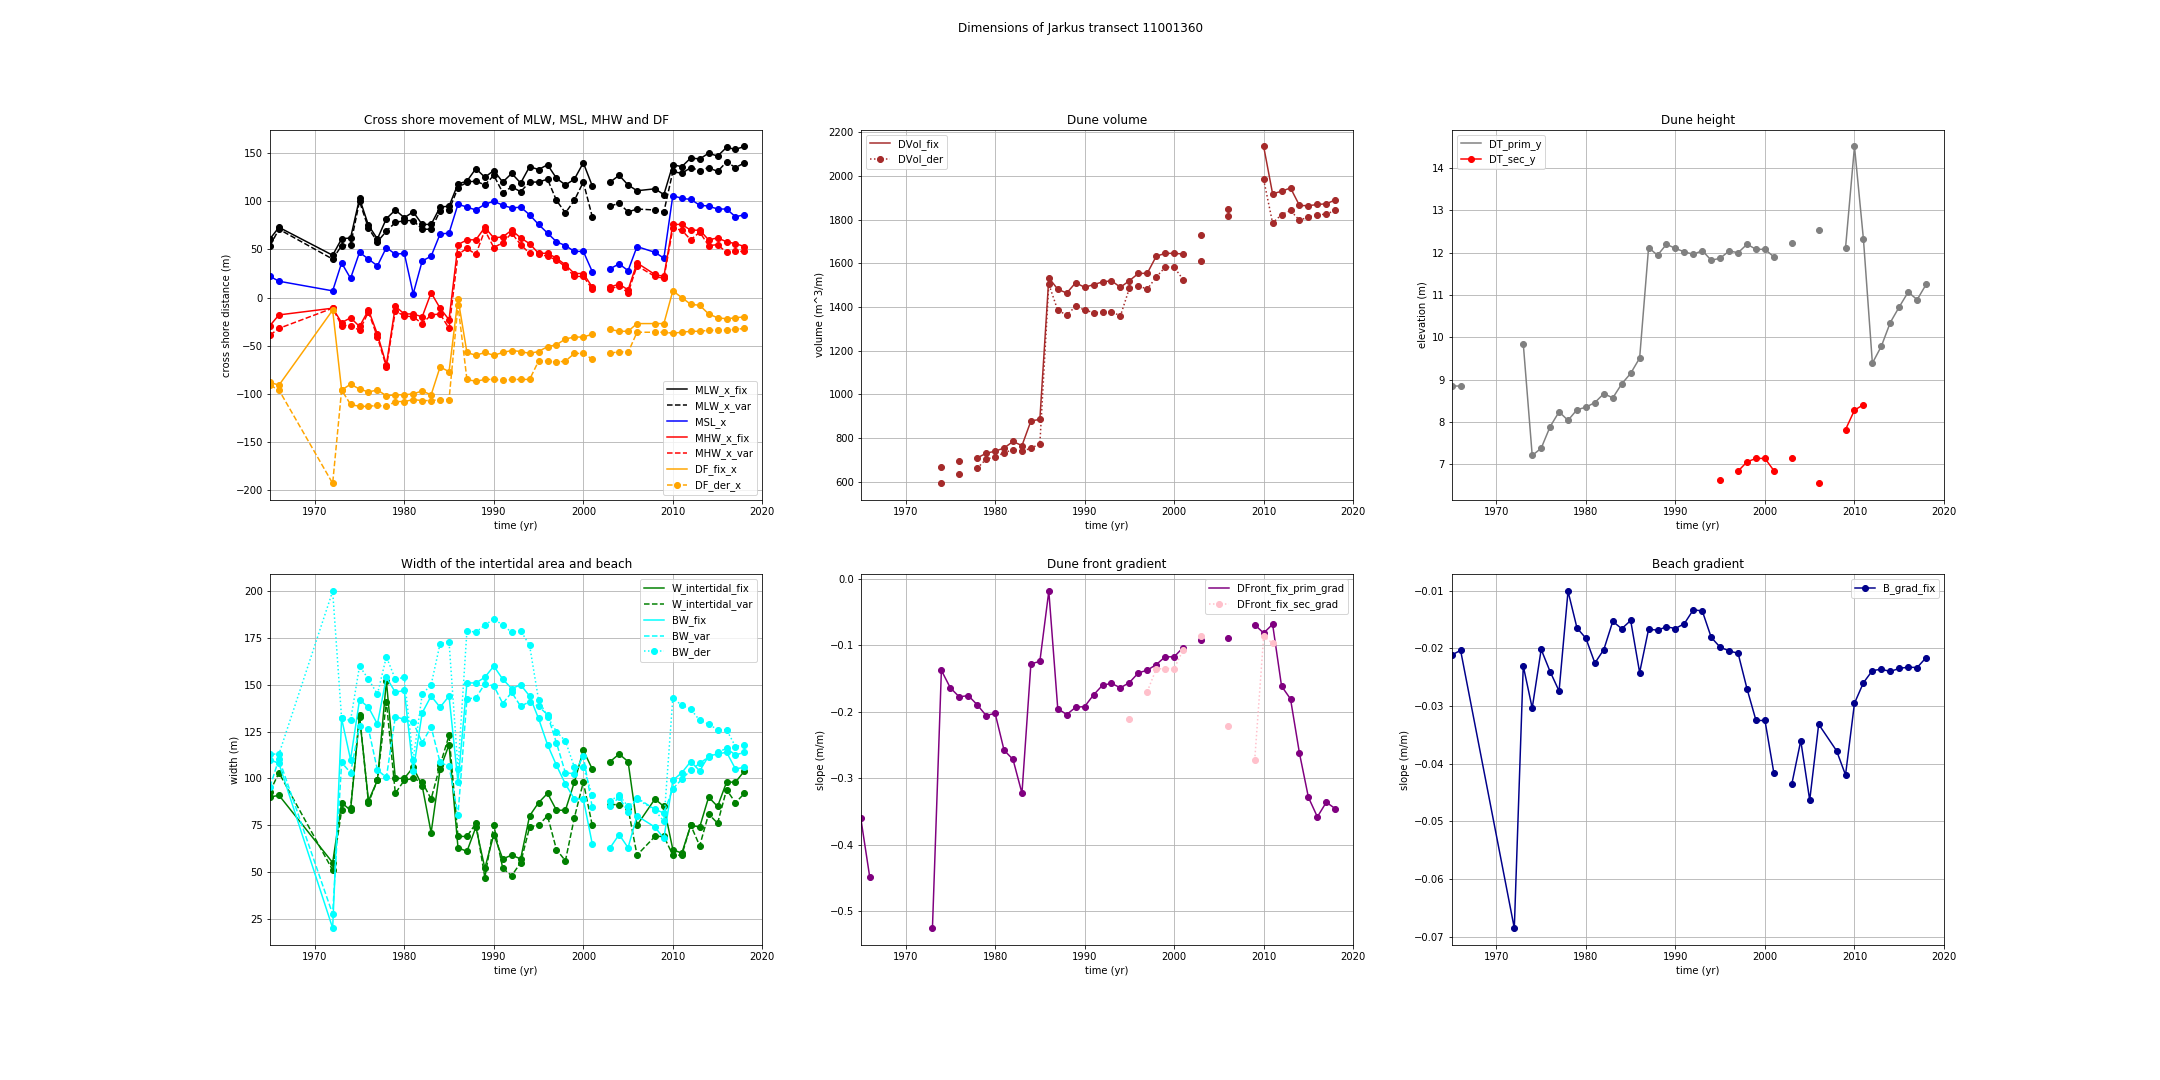 Dimensions of Jarkus transect 11001360
Cross shore movement of MLW, MSL, MHW and DF
cross shore distance (m)
150
100
50
0
−50
−100
−150
−200
1970 1980 1990 2000 2010 2020
time (yr)
MLW_x_fix
MLW_x_var
MSL_x
MHW_x_fix
MHW_x_var
DF_fix_x
DF_der_x
Dune volume
volume (m^3/m)
2200
2000
1800
1600
1400
1200
1000
800
600
1970 1980 1990 2000 2010 2020
time (yr)
DVol_fix
DVol_der
Dune height
elevation (m)
14
13
12
11
10
9
8
7
1970 1980 1990 2000 2010 2020
time (yr)
DT_prim_y
DT_sec_y
Width of the intertidal area and beach
width (m)
200
175
150
125
100
75
50
25
1970 1980 1990 2000 2010 2020
time (yr)
W_intertidal_fix
W_intertidal_var
BW_fix
BW_var
BW_der
Dune front gradient
slope (m/m)
0.0
−0.1
−0.2
−0.3
−0.4
−0.5
1970 1980 1990 2000 2010 2020
time (yr)
DFront_fix_prim_grad
DFront_fix_sec_grad
Beach gradient
slope (m/m)
−0.01
−0.02
−0.03
−0.04
−0.05
−0.06
−0.07
1970 1980 1990 2000 2010 2020
time (yr)
B_grad_fix